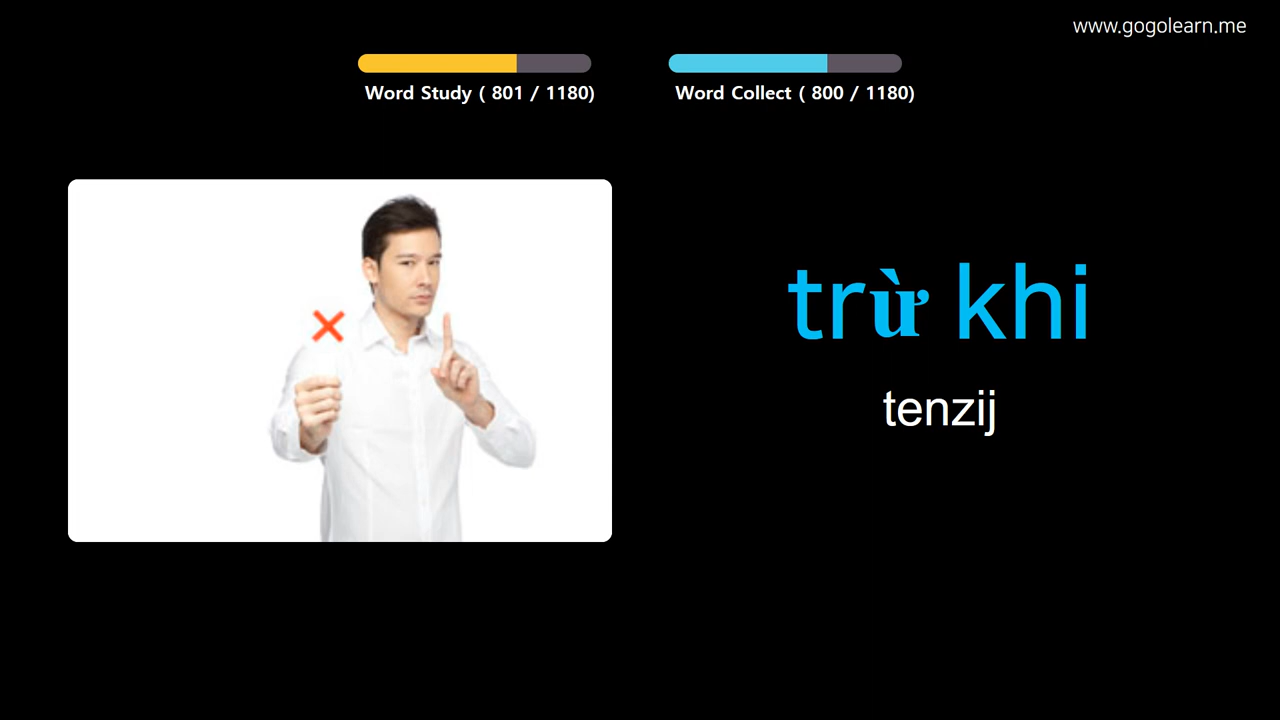 www.gogolearn.me
Word Study ( 801 / 1180)
Word Collect ( 800 / 1180)
trừ khi
tenzij